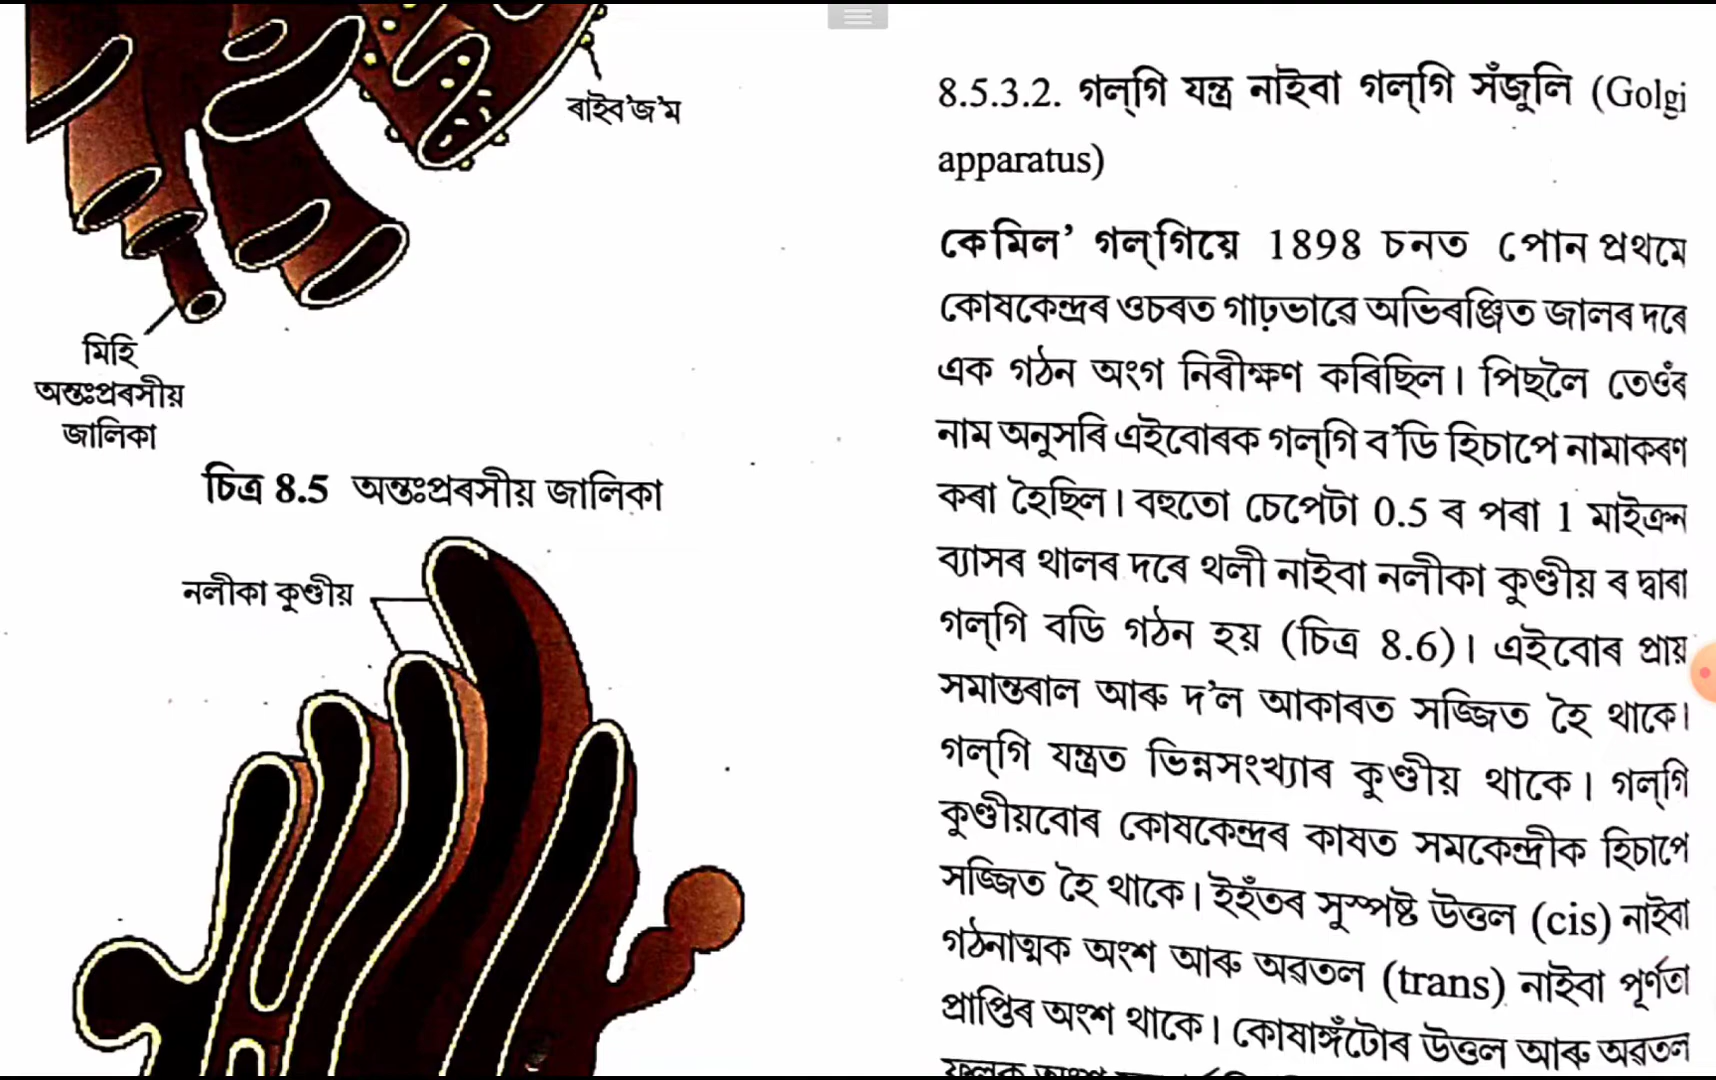 ৰাইব'জ'ম
মিহি
অন্তঃপ্ৰৰসীয়
জালিকা
চিত্ৰ 8.5 অন্তঃপ্ৰৰসীয় জালিকা
নলীকা কুণ্ডীয়
8.5.3.2. গল্‌গি যন্ত্ৰ নাইবা গল্‌গি সঁজুলি (Golgi
apparatus)
কেমিল' গল্‌গিয়ে 1898 চনত পোন প্ৰথমে
কোষকেন্দ্ৰৰ ওচৰত গাঢ়ভাৱে অভিৰঞ্জিত জালৰ দৰে
এক গঠন অংগ নিৰীক্ষণ কৰিছিল। পিছলৈ তেওঁৰ
নাম অনুসৰি এইবোৰক গল্‌গি ব'ডি হিচাপে নামাকৰণ
কৰা হৈছিল। বহুতো চেপেটা 0.5 ৰ পৰা 1 মাইক্ৰন
ব্যাসৰ থালৰ দৰে থলী নাইবা নলীকা কুণ্ডীয় ৰ দ্বাৰা
গল্‌গি বডি গঠন হয় (চিত্ৰ 8.6)। এইবোৰ প্ৰায়
সমান্তৰাল আৰু দ'ল আকাৰত সজ্জিত হৈ থাকে।
গল্‌গি যন্ত্ৰত ভিন্নসংখ্যাৰ কুণ্ডীয় থাকে। গল্‌গি
কুণ্ডীয়বোৰ কোষকেন্দ্ৰৰ কাষত সমকেন্দ্ৰীক হিচাপে
সজ্জিত হৈ থাকে। ইহঁতৰ সুস্পষ্ট উত্তল (cis) নাইবা
গঠনাত্মক অংশ আৰু অৱতল (trans) নাইবা পূৰ্ণতা
প্ৰাপ্তিৰ অংশ থাকে। কোষাঙ্গঁটোৰ উত্তল আৰু অৱতল